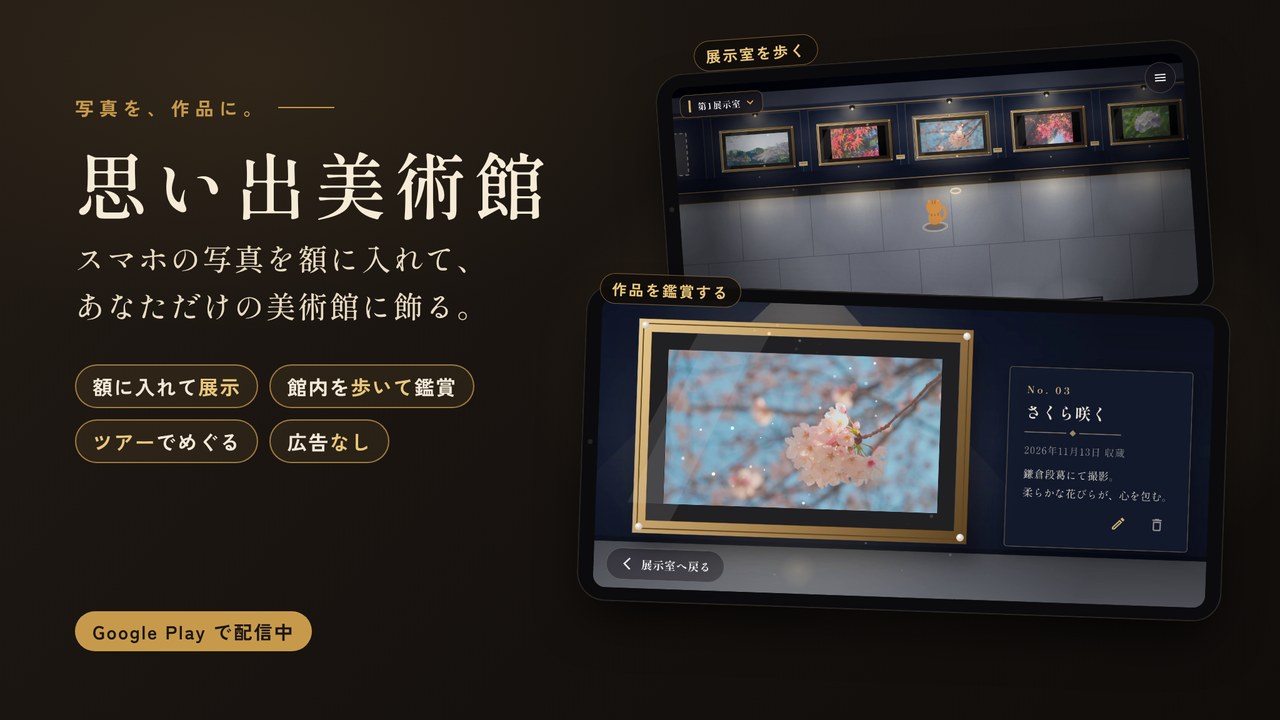 写真を、作品に。
思い出美術館
スマホの写真を額に入れて、
あなただけの美術館に飾る。
額に入れて展示
館内を歩いて鑑賞
ツアーでめぐる
広告なし
Google Play で配信中
展示室を歩く
第1展示室
作品を鑑賞する
No. 03
さくら咲く
2026年11月13日 収蔵
鎌倉段葛にて撮影。
柔らかな花びらが、心を包む。
展示室へ戻る